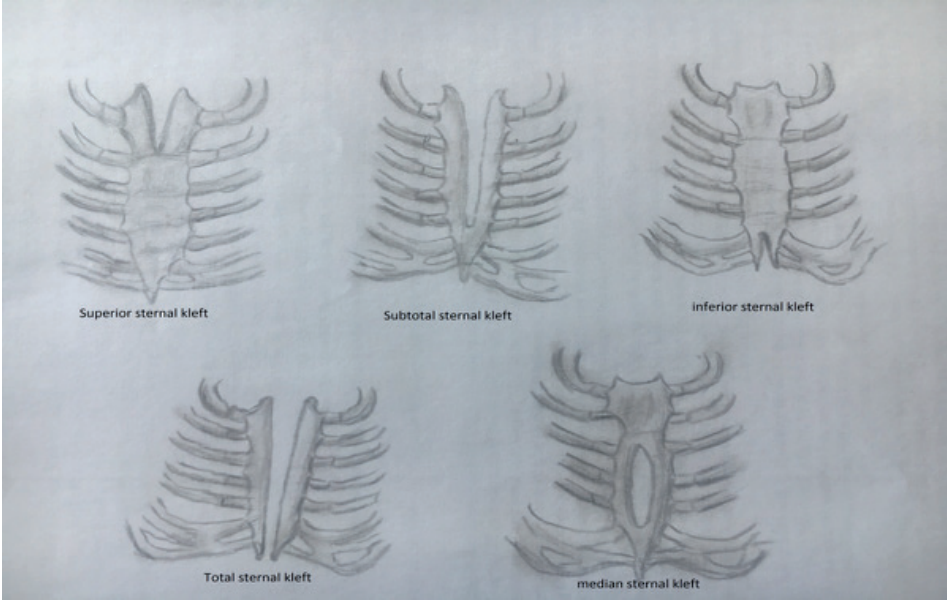 Superior sternal kleft
Subtotal sternal kleft
inferior sternal kleft
Total sternal kleft
median sternal kleft